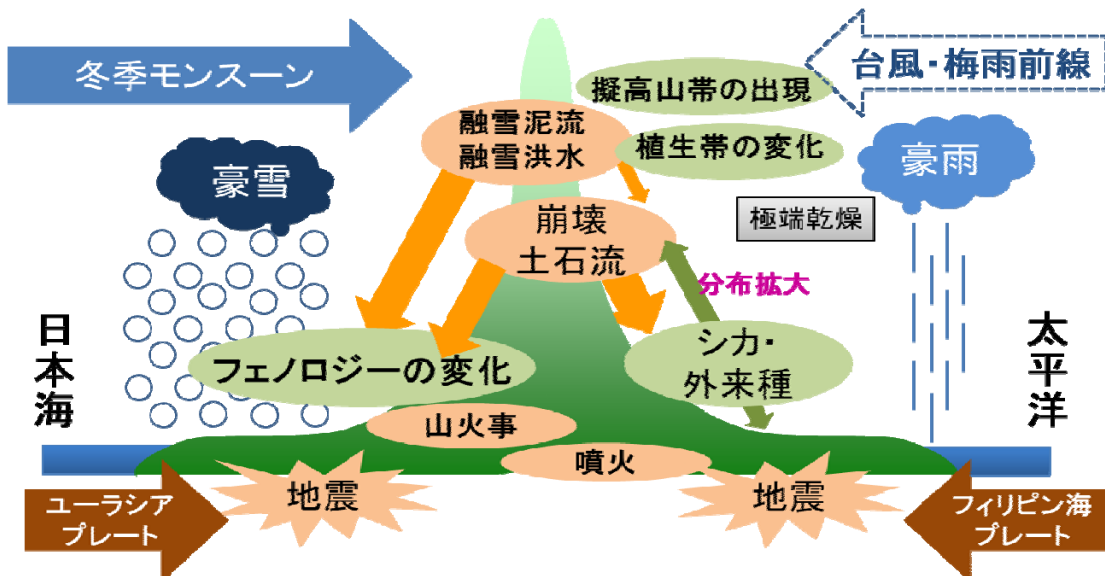 冬季モンスーン
台風・梅雨前線
擬高山帯の出現
融雪泥流
融雪洪水
植生帯の変化
豪雪
豪雨
極端乾燥
崩壊
土石流
分布拡大
日本海
太平洋
フェノロジーの変化
シカ・
外来種
山火事
噴火
地震
地震
ユーラシア
プレート
フィリピン海
プレート